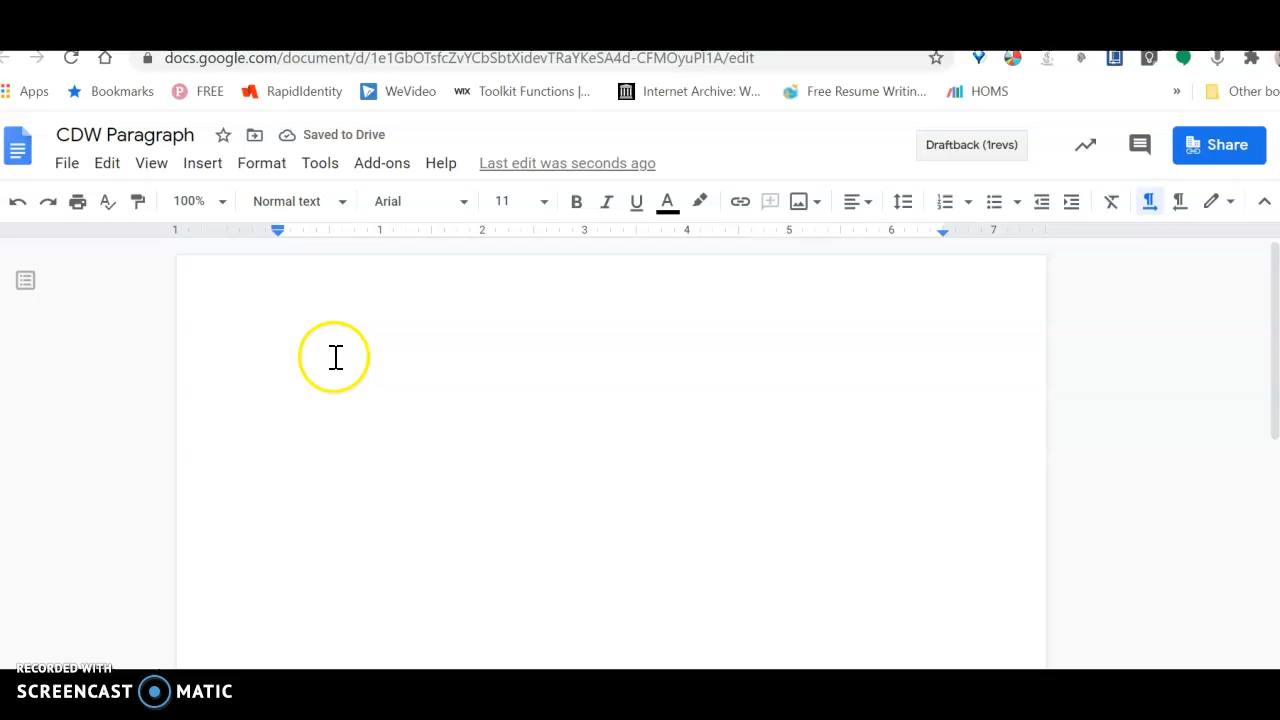 docs.google.com/document/d/1e1GbOTsfcZvYCbSbtXidevTRaYKeSA4d-CFMOyuPl1A/edit
Apps Bookmarks FREE RapidIdentity WeVideo WIX Toolkit Functions |... Internet Archive: W... Free Resume Writin... HOMS » Other bo
CDW Paragraph Saved to Drive
Draftback (1revs) Share
File Edit View Insert Format Tools Add-ons Help Last edit was seconds ago
100% Normal text Arial 11 B I U A
1 1 2 3 4 5 6 7
RECORDED WITH
SCREENCAST MATIC